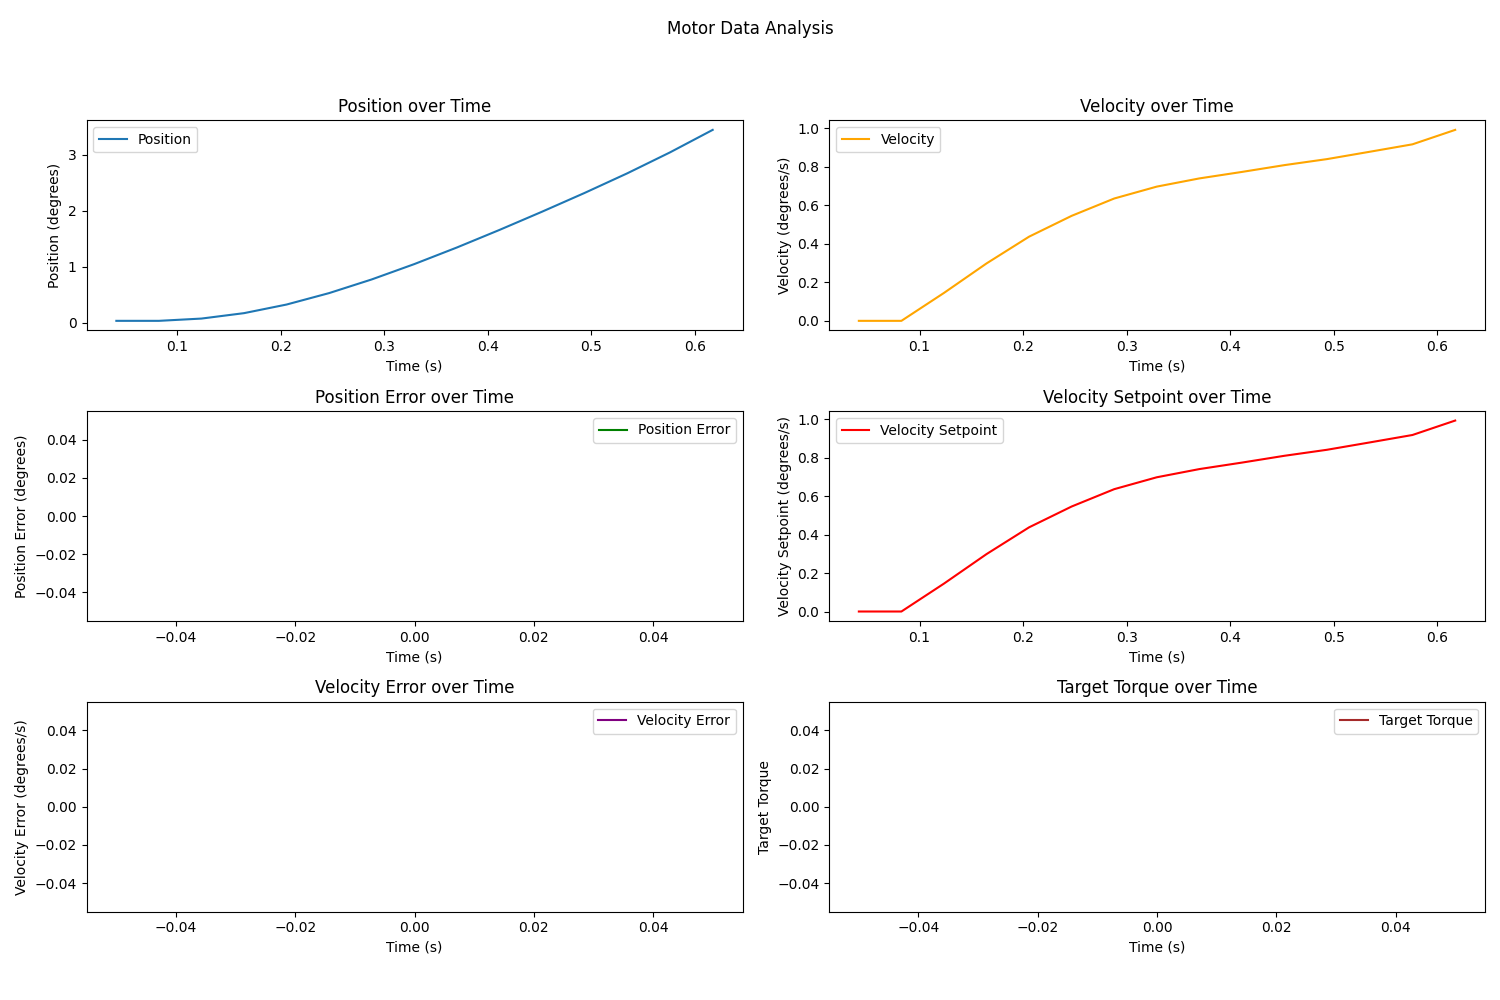 Motor Data Analysis
Position over Time
Position
Position (degrees)
3
2
1
0
0.1 0.2 0.3 0.4 0.5 0.6
Time (s)
Velocity over Time
Velocity
Velocity (degrees/s)
1.0
0.8
0.6
0.4
0.2
0.0
0.1 0.2 0.3 0.4 0.5 0.6
Time (s)
Position Error over Time
Position Error
Position Error (degrees)
0.04
0.02
0.00
−0.02
−0.04
−0.04 −0.02 0.00 0.02 0.04
Time (s)
Velocity Setpoint over Time
Velocity Setpoint
Velocity Setpoint (degrees/s)
1.0
0.8
0.6
0.4
0.2
0.0
0.1 0.2 0.3 0.4 0.5 0.6
Time (s)
Velocity Error over Time
Velocity Error
Velocity Error (degrees/s)
0.04
0.02
0.00
−0.02
−0.04
−0.04 −0.02 0.00 0.02 0.04
Time (s)
Target Torque over Time
Target Torque
Target Torque
0.04
0.02
0.00
−0.02
−0.04
−0.04 −0.02 0.00 0.02 0.04
Time (s)